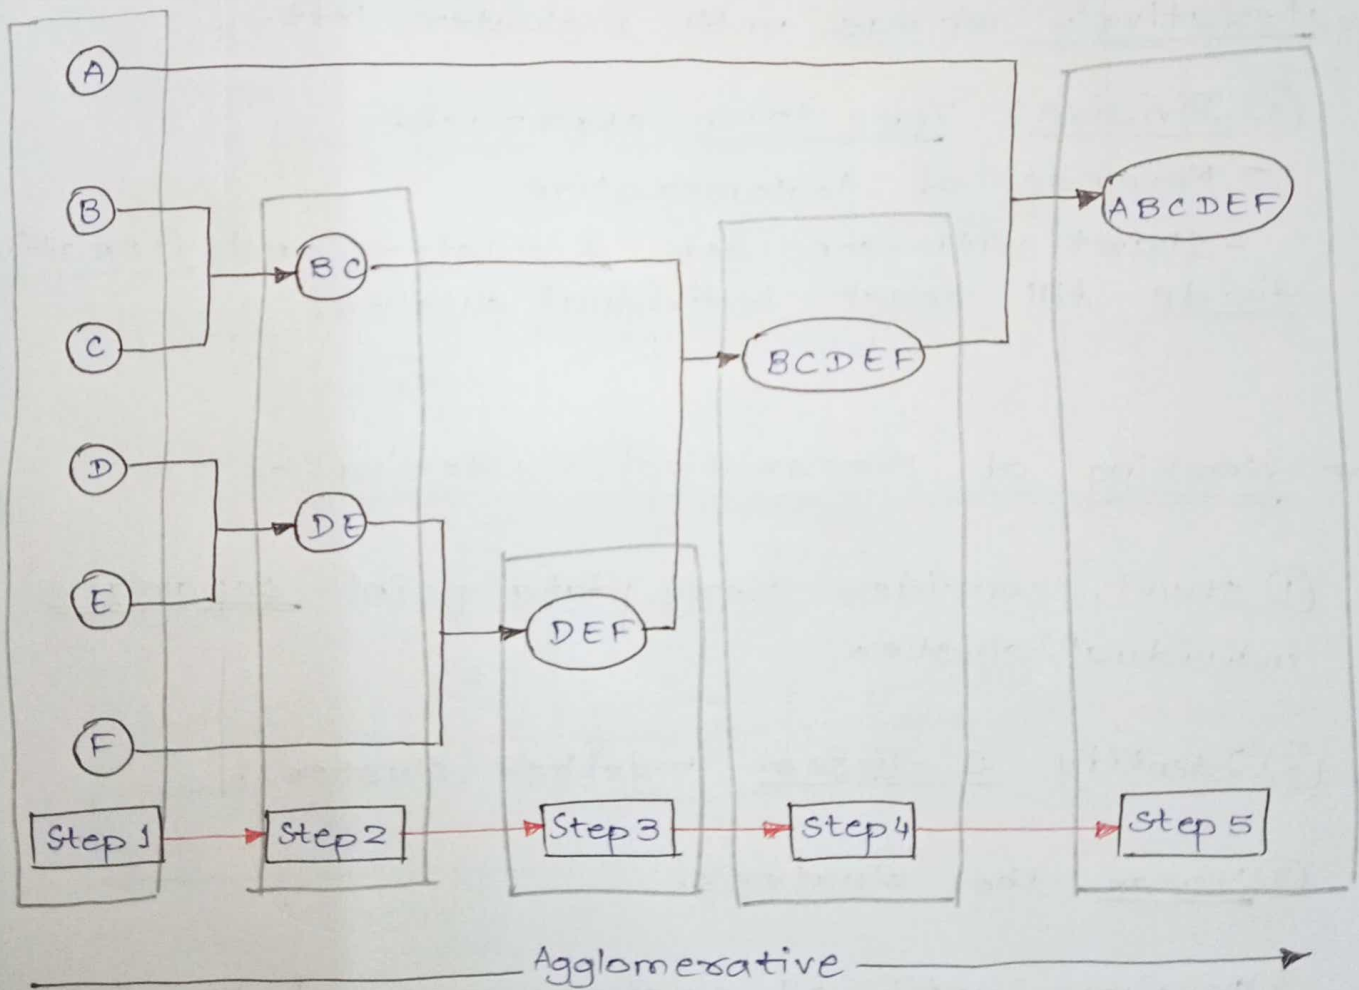 A
ABCDEF
B
BC
C
BCDEF
D
DE
E
DEF
F
Step 1
Step 2
Step 3
Step 4
Step 5
Agglomerative